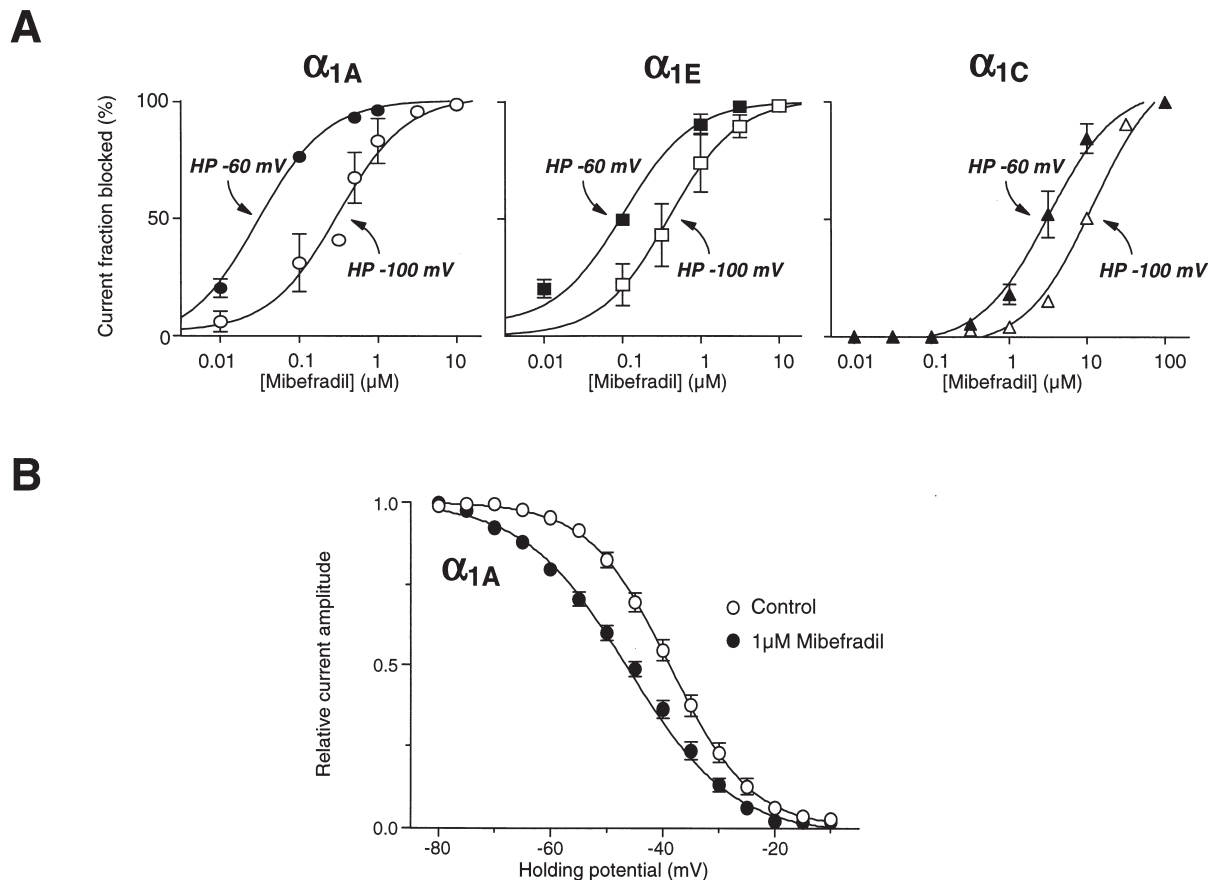 A
α1A
α1E
α1C
Current fraction blocked (%)
100
50
0
HP -60 mV
HP -100 mV
0.01 0.1 1 10
[Mibefradil] (µM)
HP -60 mV
HP -100 mV
0.01 0.1 1 10
[Mibefradil] (µM)
HP -60 mV
HP -100 mV
0.01 0.1 1 10 100
[Mibefradil] (µM)
B
Relative current amplitude
1.0
0.5
0.0
α1A
Control
1µM Mibefradil
-80 -60 -40 -20
Holding potential (mV)